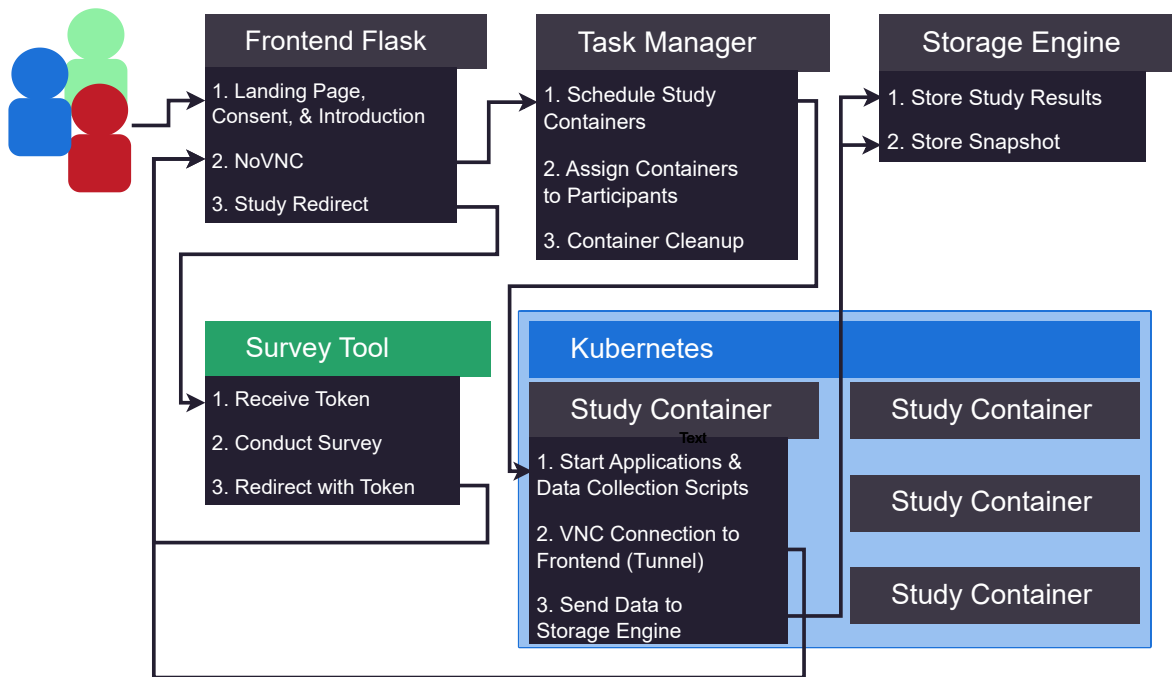 Frontend Flask
1. Landing Page,
Consent, & Introduction
2. NoVNC
3. Study Redirect
Task Manager
1. Schedule Study
Containers
2. Assign Containers
to Participants
3. Container Cleanup
Storage Engine
1. Store Study Results
2. Store Snapshot
Survey Tool
1. Receive Token
2. Conduct Survey
3. Redirect with Token
Kubernetes
Study Container
Text
1. Start Applications &
Data Collection Scripts
2. VNC Connection to
Frontend (Tunnel)
3. Send Data to
Storage Engine
Study Container
Study Container
Study Container